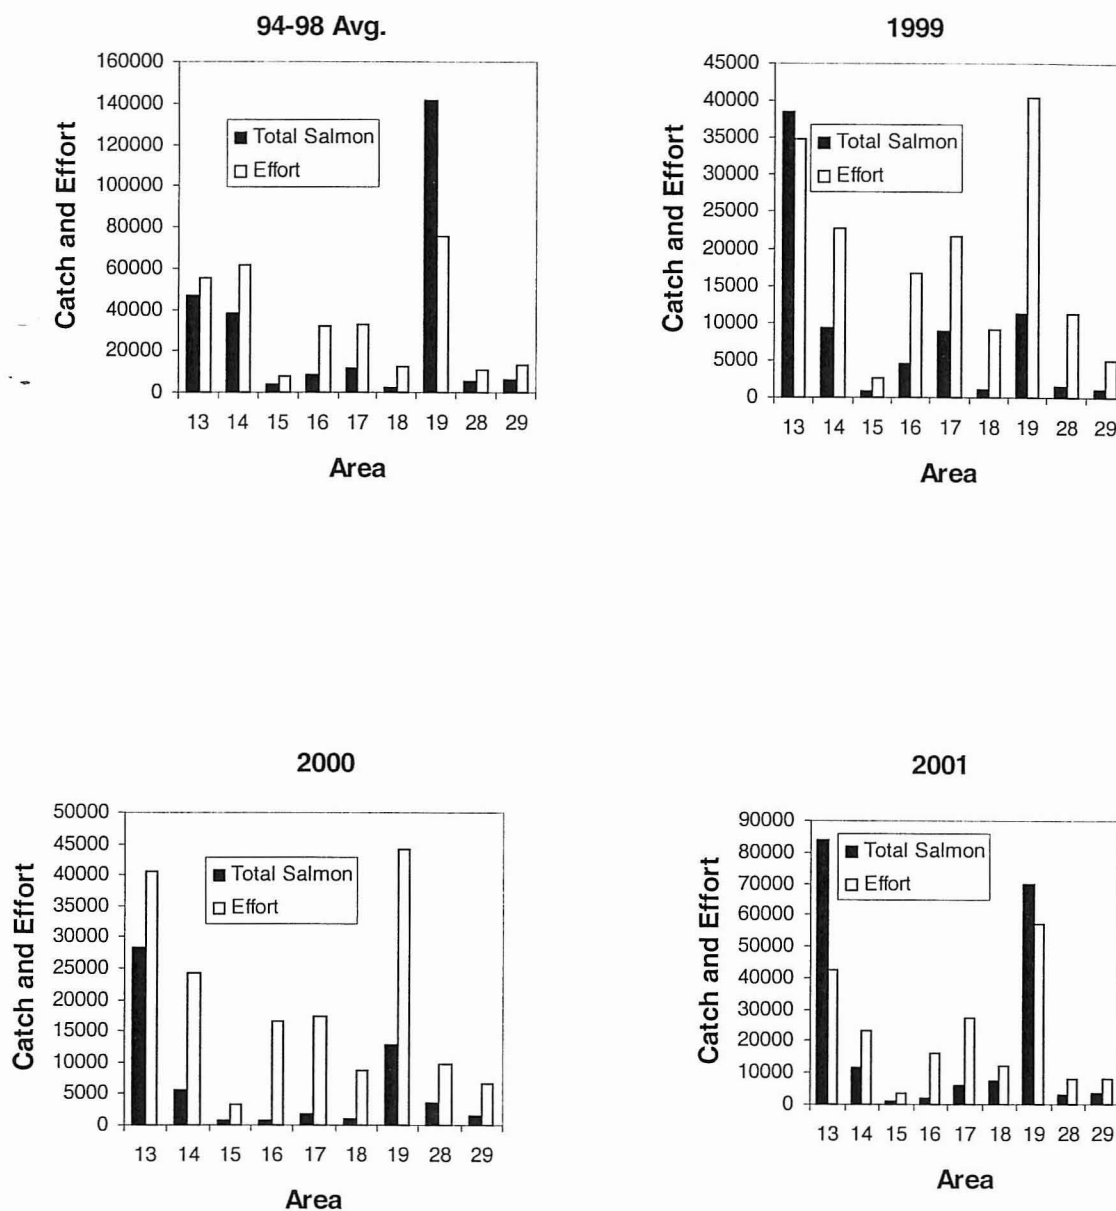 94-98 Avg.
Catch and Effort
160000
140000
120000
100000
80000
60000
40000
20000
0
Total Salmon
Effort
13 14 15 16 17 18 19 28 29
Area
1999
Catch and Effort
45000
40000
35000
30000
25000
20000
15000
10000
5000
0
Total Salmon
Effort
13 14 15 16 17 18 19 28 29
Area
2000
Catch and Effort
50000
45000
40000
35000
30000
25000
20000
15000
10000
5000
0
Total Salmon
Effort
13 14 15 16 17 18 19 28 29
Area
2001
Catch and Effort
90000
80000
70000
60000
50000
40000
30000
20000
10000
0
Total Salmon
Effort
13 14 15 16 17 18 19 28 29
Area